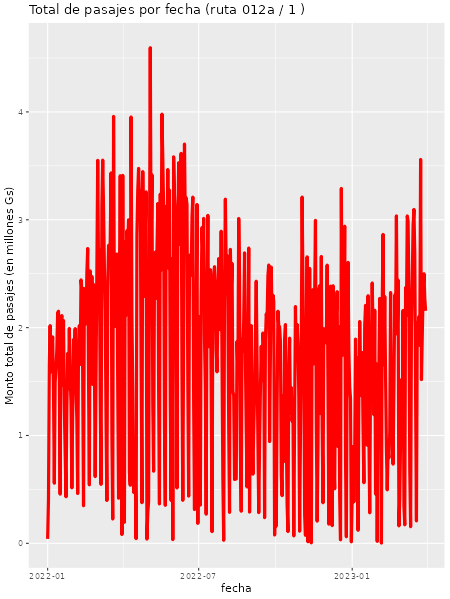 Total de pasajes por fecha (ruta 012a / 1 )
Monto total de pasajes (en millones Gs)
4
3
2
1
0
2022-01
2022-07
2023-01
fecha